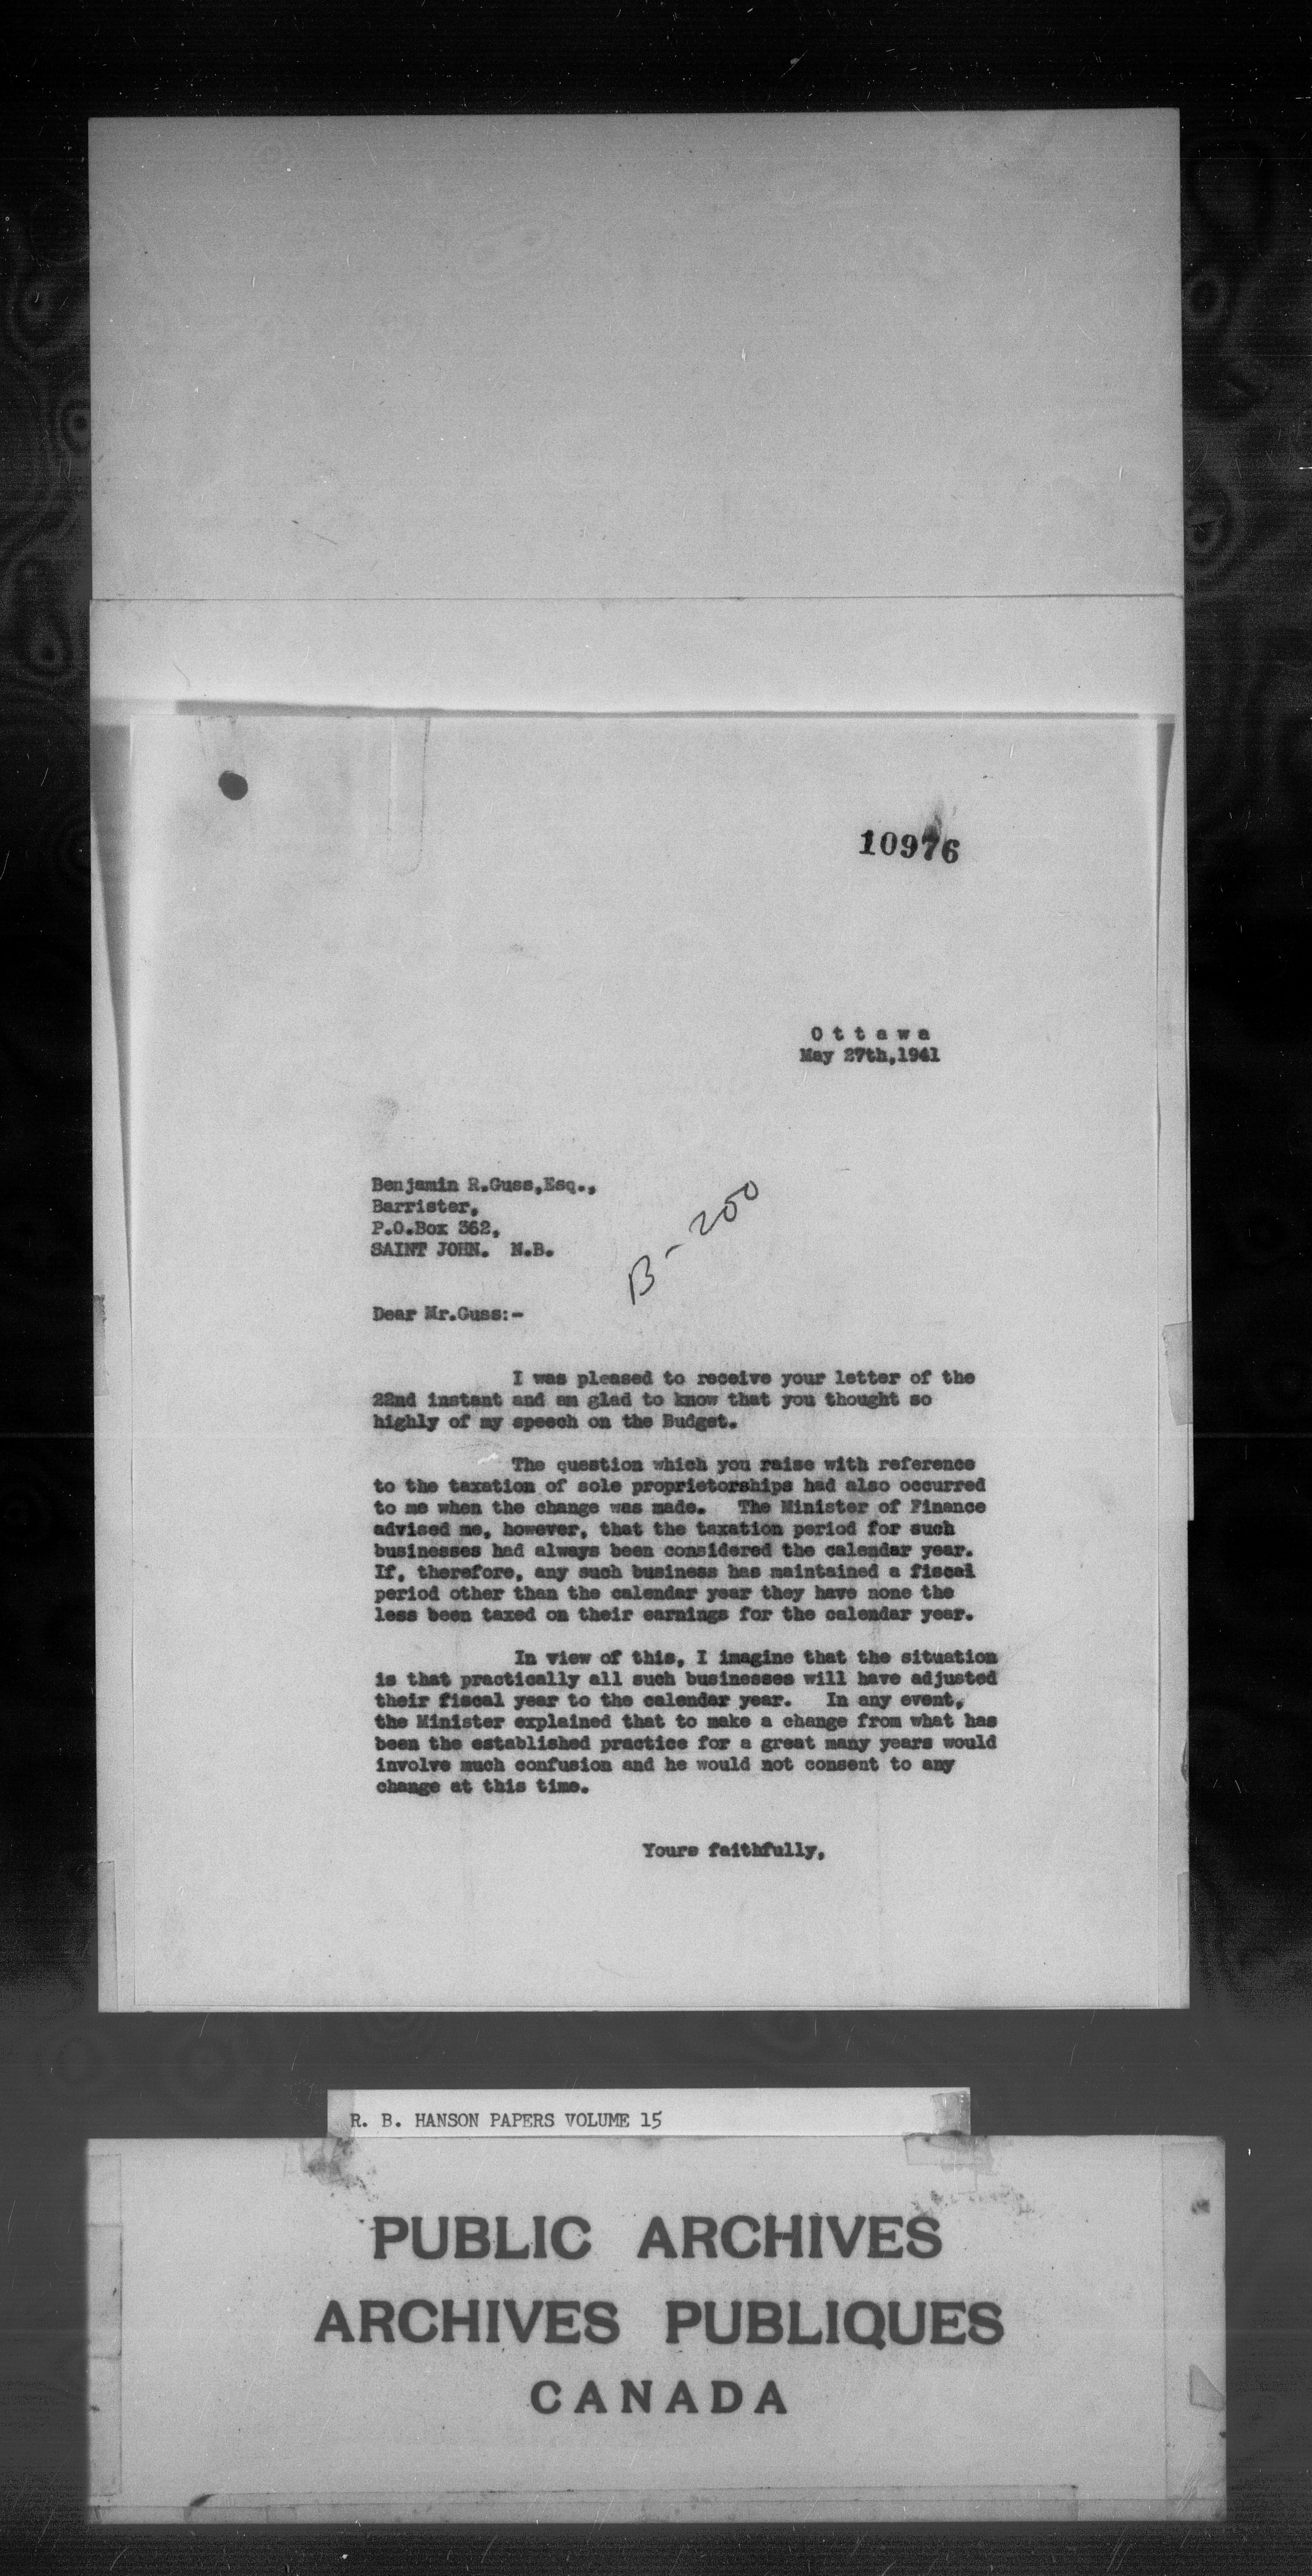 10976
O t t a w a
May 27th,1941
Benjamin R.Guss,Esq.,
Barrister,
P.O.Box 362,
SAINT JOHN. N.B.
B - 200
Dear Mr.Guss:-
I was pleased to receive your letter of the
22nd instant and am glad to know that you thought so
highly of my speech on the Budget.
The question which you raise with reference
to the taxation of sole proprietorships had also occurred
to me when the change was made. The Minister of Finance
advised me, however, that the taxation period for such
businesses had always been considered the calendar year.
If, therefore, any such business has maintained a fiscal
period other than the calendar year they have none the
less been taxed on their earnings for the calendar year.
In view of this, I imagine that the situation
is that practically all such businesses will have adjusted
their fiscal year to the calendar year. In any event,
the Minister explained that to make a change from what has
been the established practice for a great many years would
involve much confusion and he would not consent to any
change at this time.
Yours faithfully,
R. B. HANSON PAPERS VOLUME 15
PUBLIC ARCHIVES
ARCHIVES PUBLIQUES
CANADA